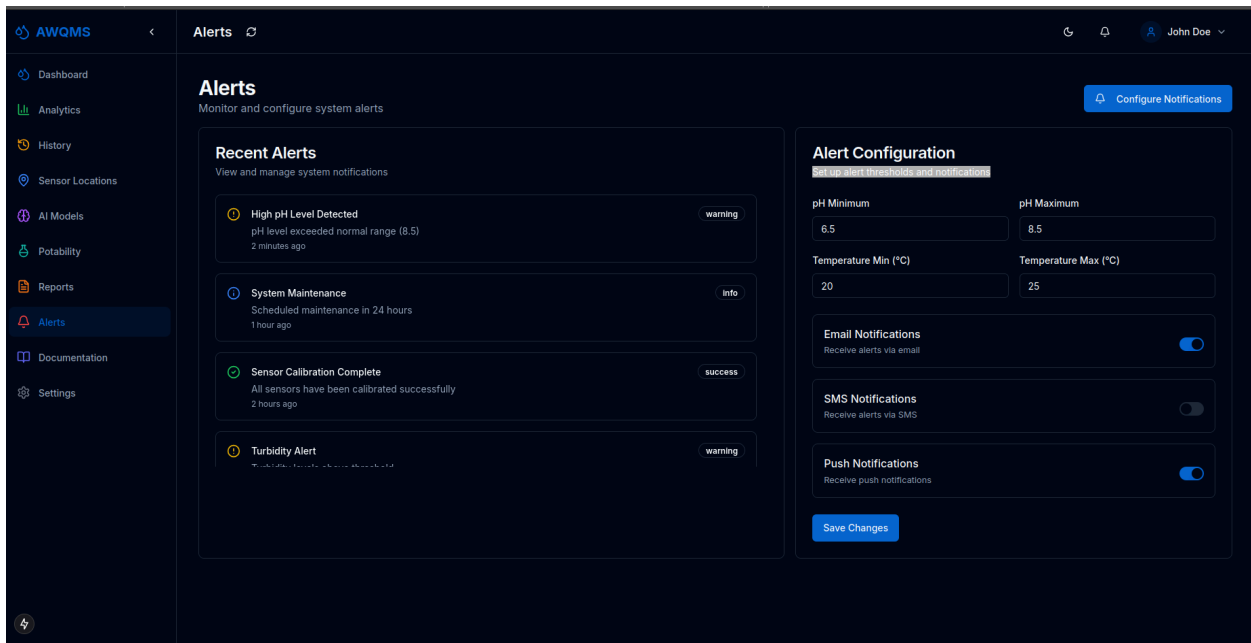 AWQMS
Alerts
John Doe
Dashboard
Analytics
History
Sensor Locations
AI Models
Potability
Reports
Alerts
Documentation
Settings
Alerts
Monitor and configure system alerts
Configure Notifications
Recent Alerts
View and manage system notifications
High pH Level Detected
warning
pH level exceeded normal range (8.5)
2 minutes ago
System Maintenance
info
Scheduled maintenance in 24 hours
1 hour ago
Sensor Calibration Complete
success
All sensors have been calibrated successfully
2 hours ago
Turbidity Alert
warning
Turbidity levels above threshold
Alert Configuration
Set up alert thresholds and notifications
pH Minimum
pH Maximum
6.5
8.5
Temperature Min (°C)
Temperature Max (°C)
20
25
Email Notifications
Receive alerts via email
SMS Notifications
Receive alerts via SMS
Push Notifications
Receive push notifications
Save Changes